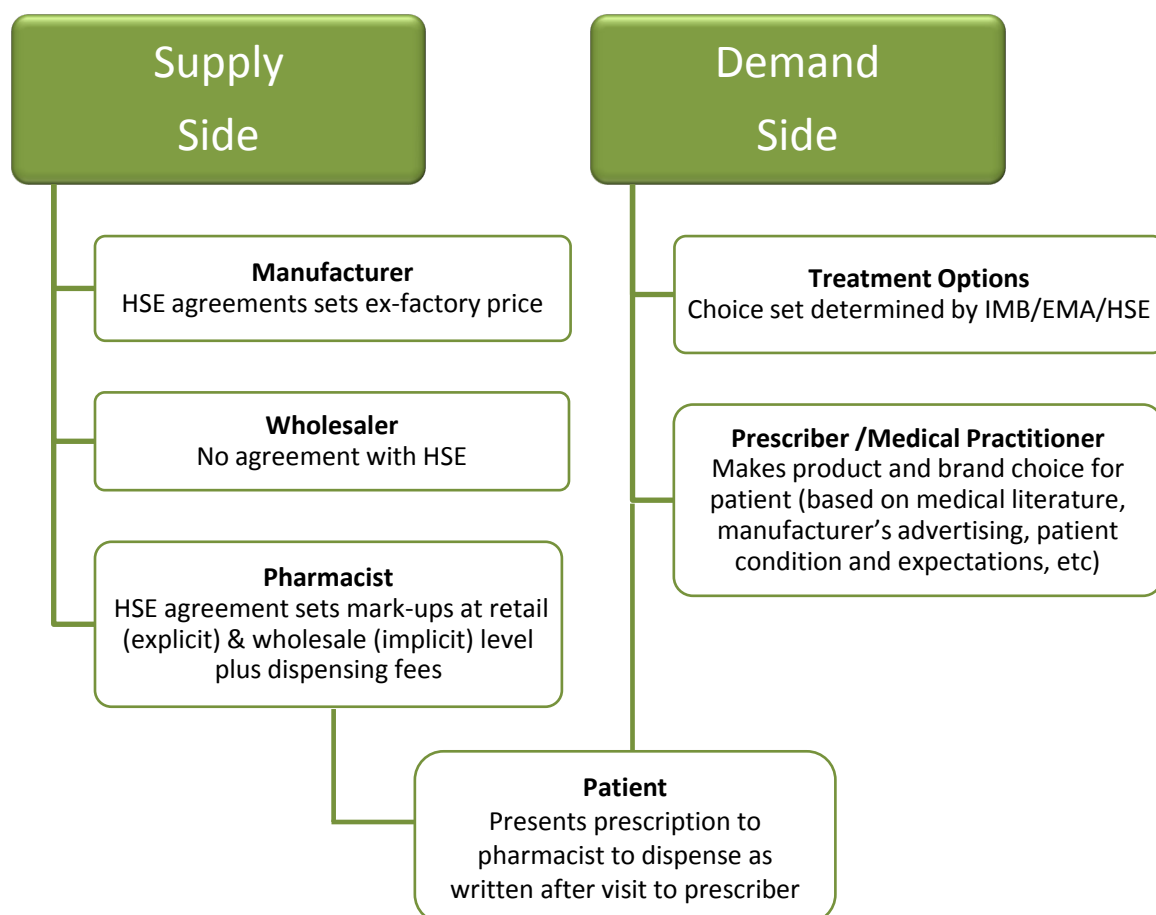 Supply
Side
Manufacturer
HSE agreements sets ex-factory price
Wholesaler
No agreement with HSE
Pharmacist
HSE agreement sets mark-ups at retail
(explicit) & wholesale (implicit) level
plus dispensing fees
Demand
Side
Treatment Options
Choice set determined by IMB/EMA/HSE
Prescriber /Medical Practitioner
Makes product and brand choice for
patient (based on medical literature,
manufacturer’s advertising, patient
condition and expectations, etc)
Patient
Presents prescription to
pharmacist to dispense as
written after visit to prescriber